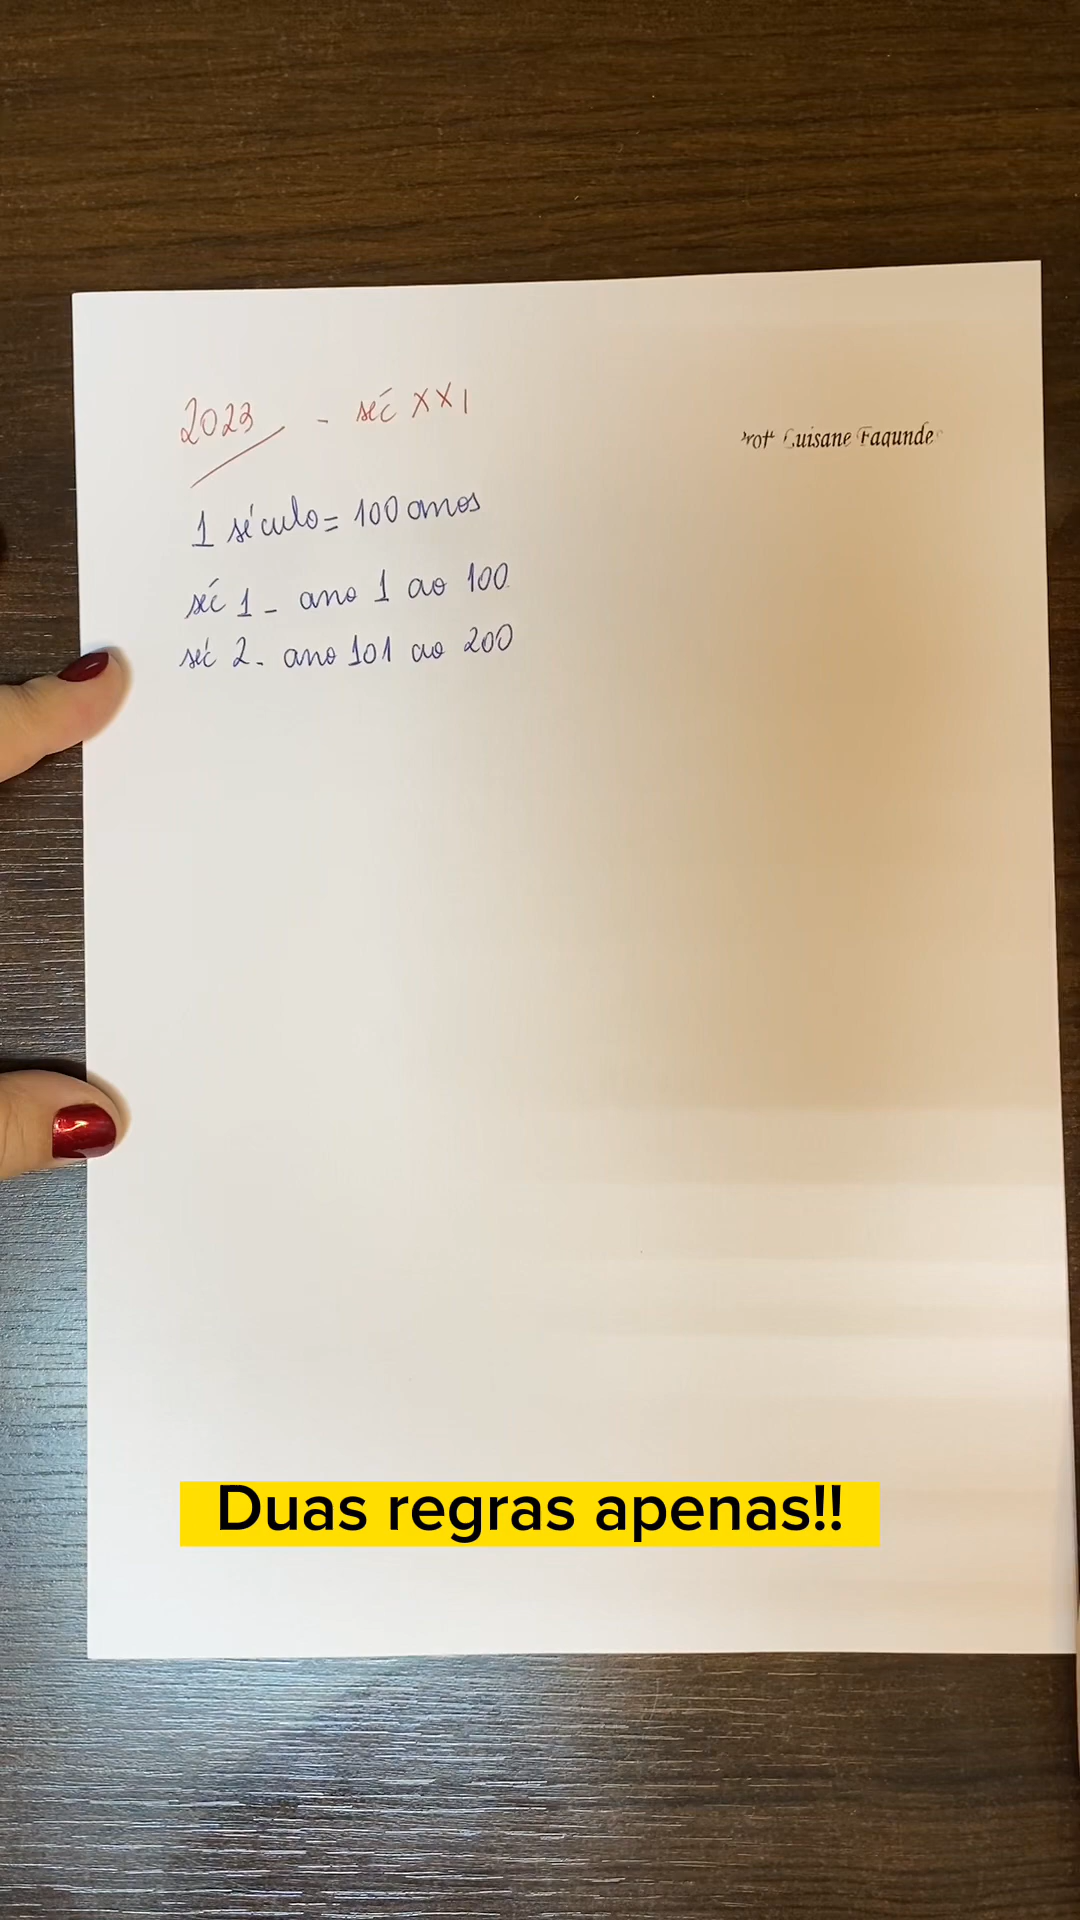 2023 - séc XXI
Profª Luisane Fagundes
1 século = 100 anos
séc 1 - ano 1 ao 100
séc 2 - ano 101 ao 200
Duas regras apenas!!